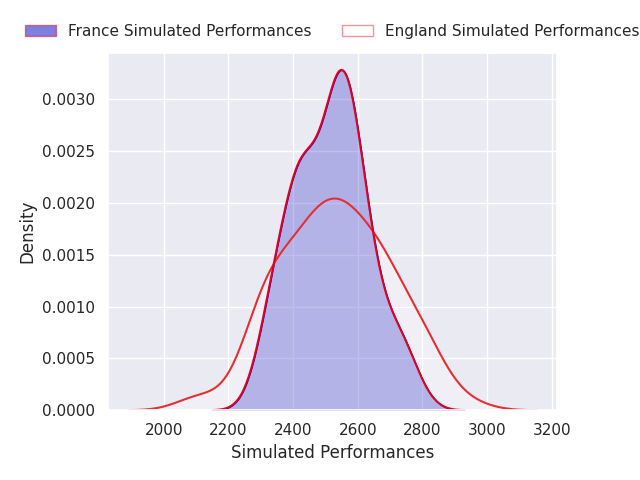 France Simulated Performances England Simulated Performances
0.0030
0.0025
0.0020
0.0015
0.0010
0.0005
0.0000
Density
2000 2200 2400 2600 2800 3000 3200
Simulated Performances